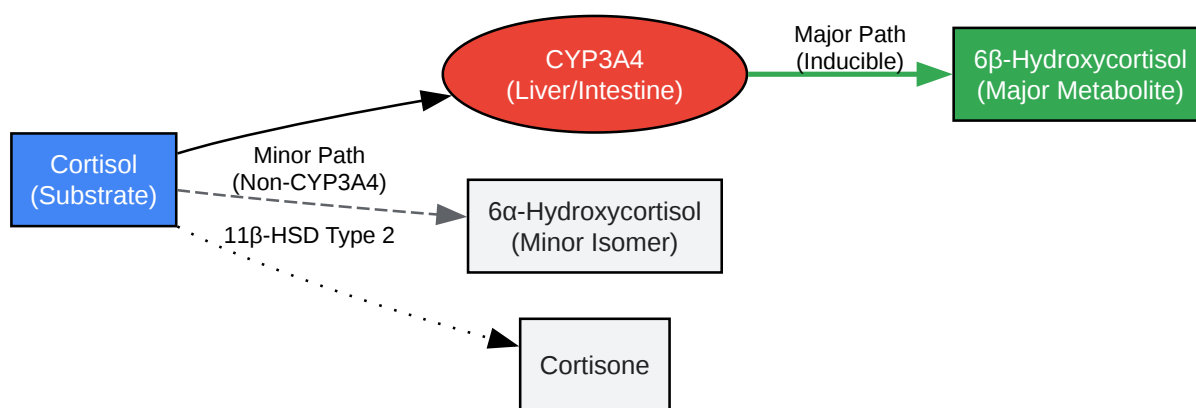 Cortisol
(Substrate)
CYP3A4
(Liver/Intestine)
Major Path
(Inducible)
6β-Hydroxycortisol
(Major Metabolite)
Minor Path
(Non-CYP3A4)
6α-Hydroxycortisol
(Minor Isomer)
11β-HSD Type 2
Cortisone